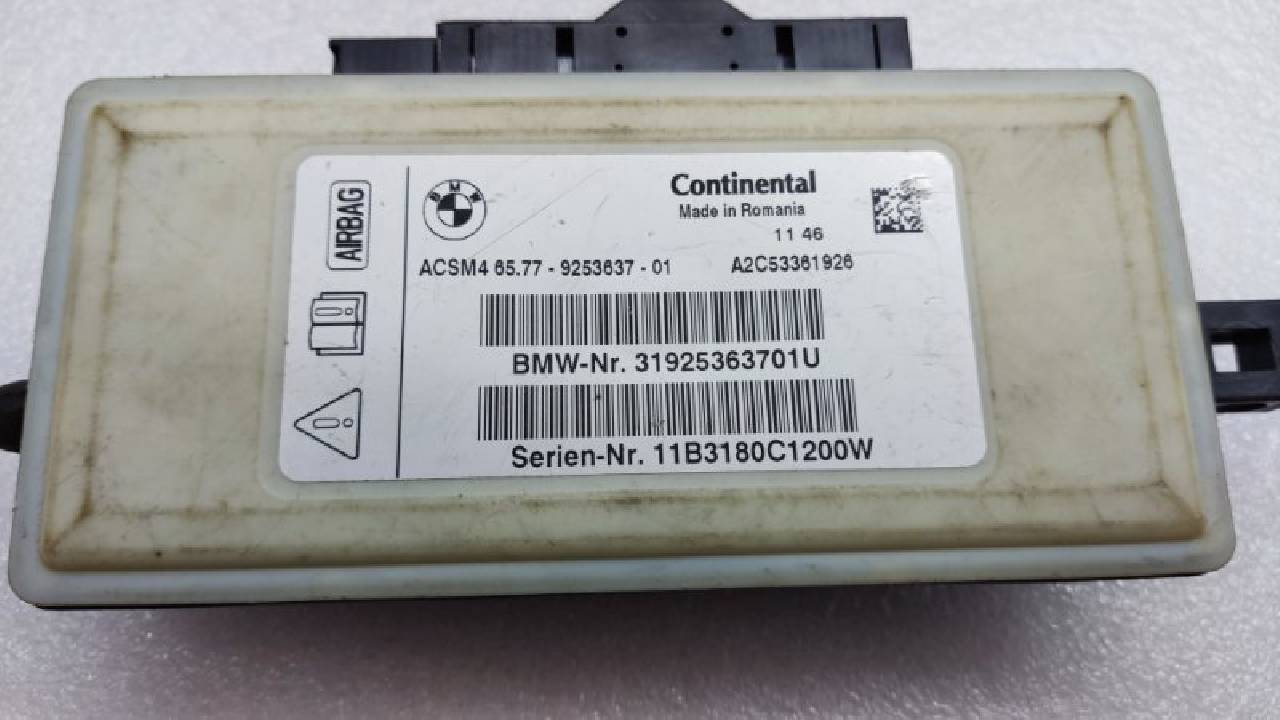 AIRBAG
BMW
Continental
Made in Romania
11 46
ACSM4 65.77 - 9253637 - 01 A2C53361926
BMW-Nr. 31925363701U
Serien-Nr. 11B3180C1200W